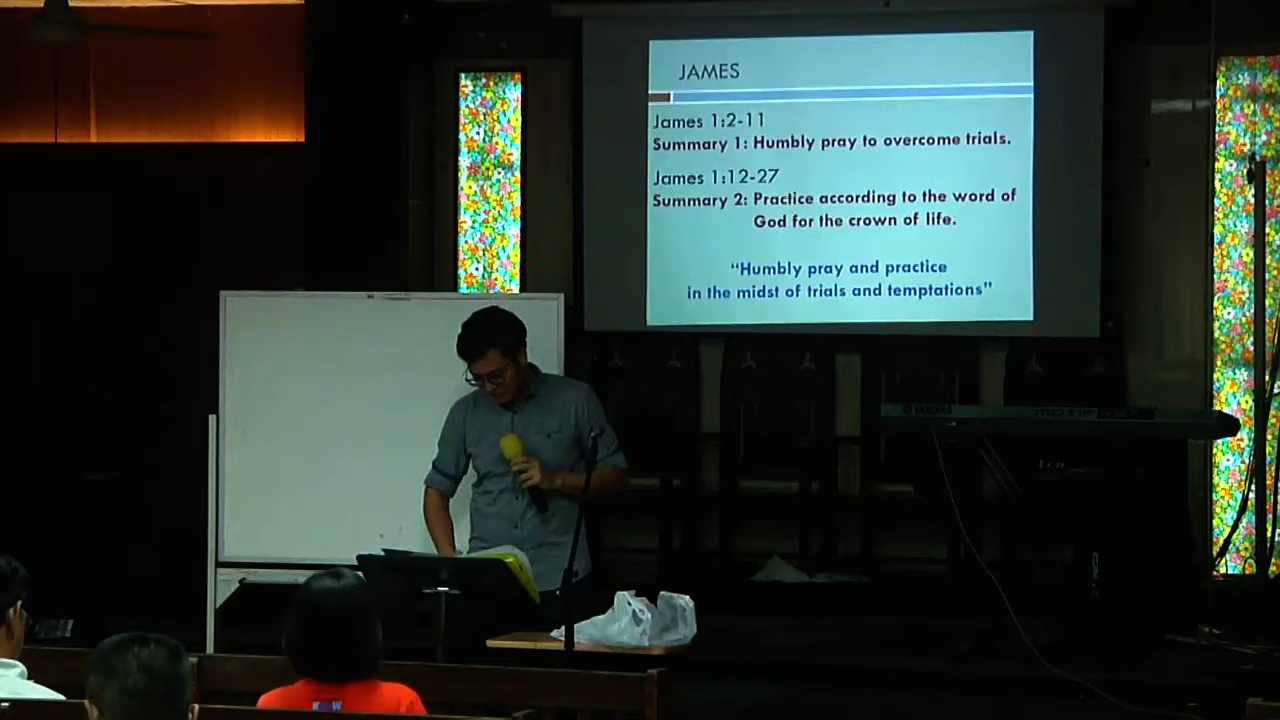 JAMES
James 1:2-11
Summary 1: Humbly pray to overcome trials.
James 1:12-27
Summary 2: Practice according to the word of
God for the crown of life.
“Humbly pray and practice
in the midst of trials and temptations”